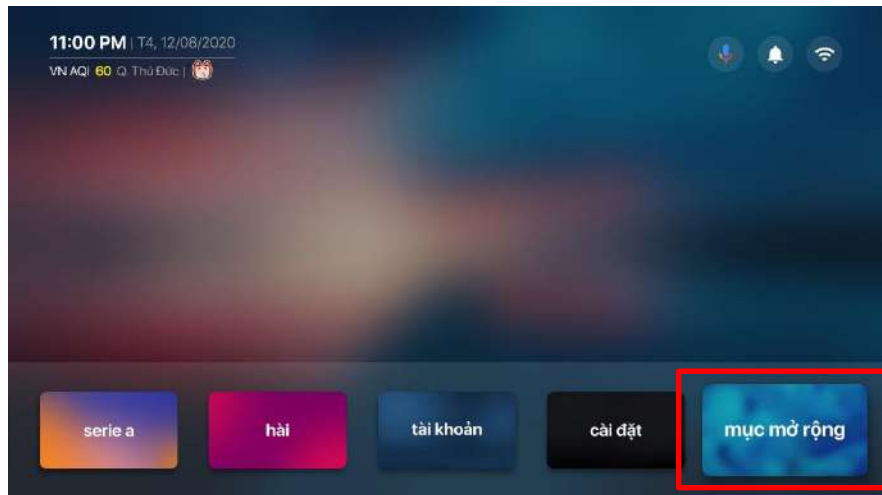 11:00 PM | T4, 12/08/2020
VN AQI 60 Q. Thủ Đức |
serie a
hài
tài khoản
cài đặt
mục mở rộng